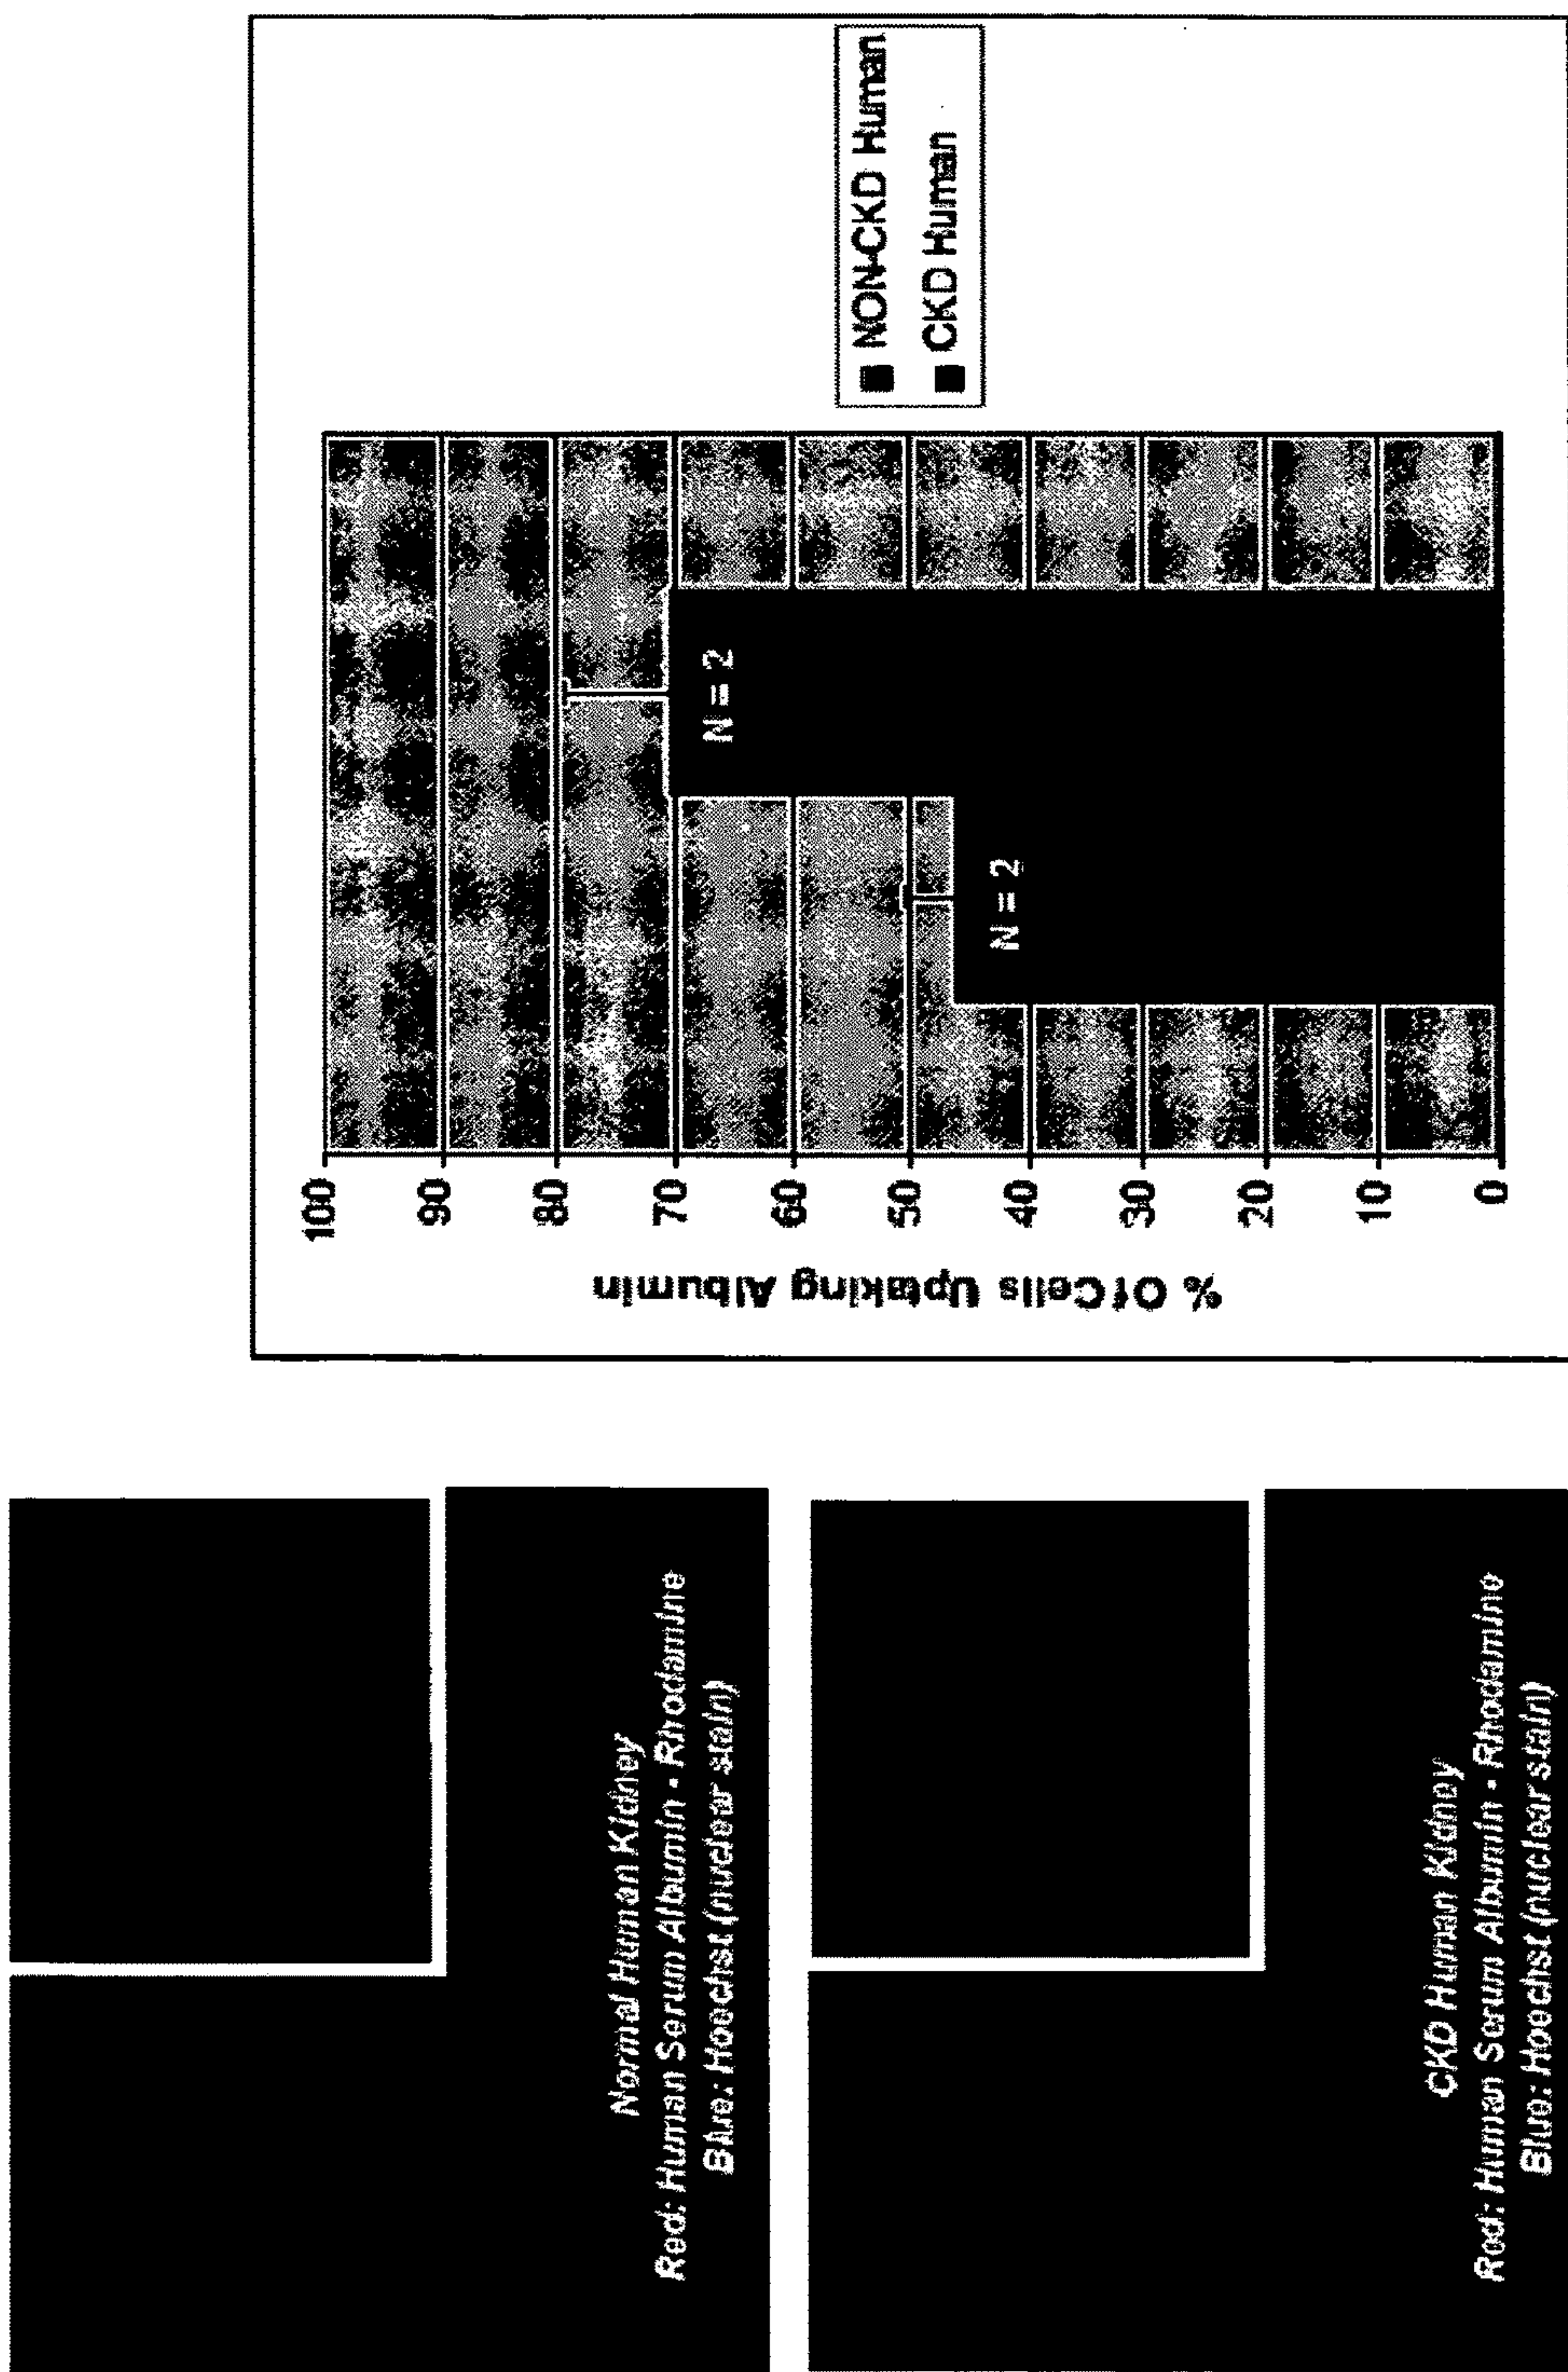 Normal Human Kidney
Red: Human Serum Albumin - Rhodamine
Blue: Hoechst (nuclear stain)
CKD Human Kidney
Red: Human Serum Albumin - Rhodamine
Blue: Hoechst (nuclear stain)
% Of Cells Uptaking Albumin
100
90
80
70
60
50
40
30
20
10
0
N = 2
N = 2
NON-CKD Human
CKD Human